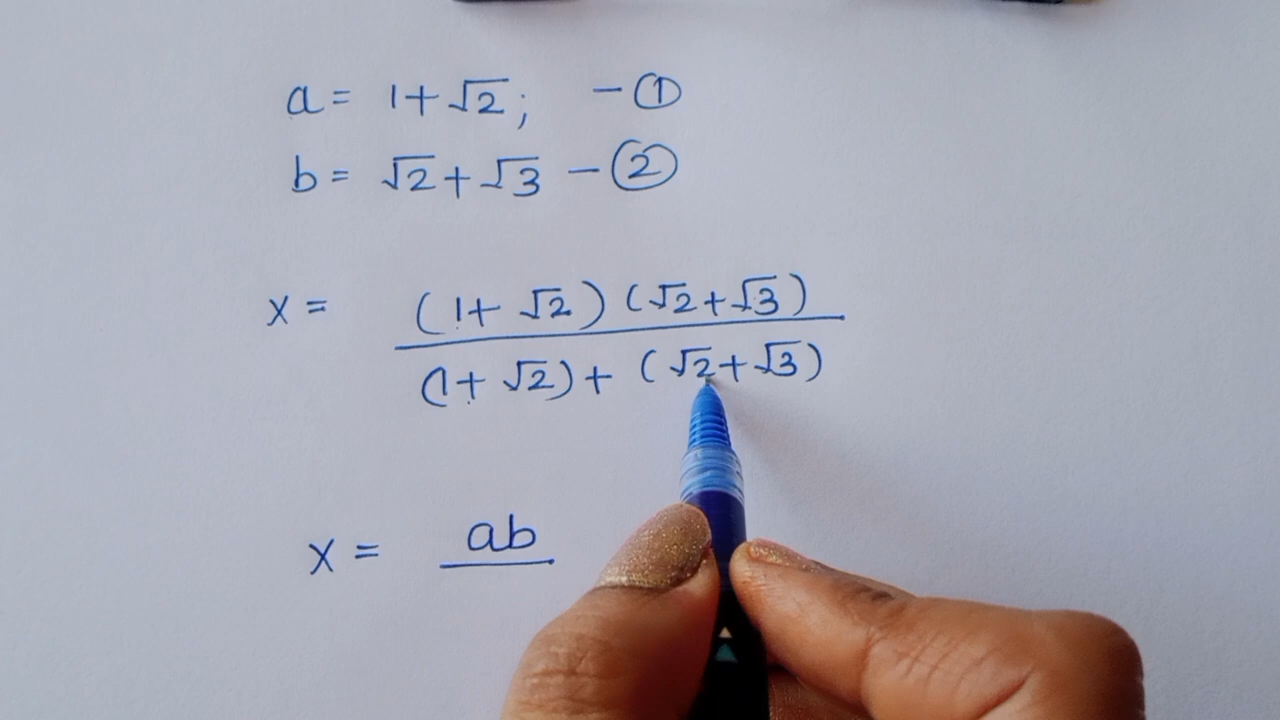 a = 1 + √2 ; - ①
b = √2 + √3 - ②
x = (1 + √2) (√2 + √3)
(1 + √2) + (√2 + √3)
x = ab